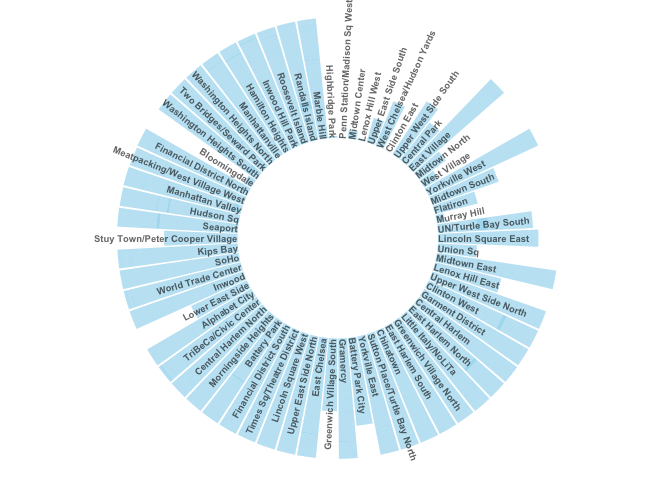 Highbridge Park
Penn Station/Madison Sq West
Midtown Center
Lenox Hill West
Upper East Side South
West Chelsea/Hudson Yards
Clinton East
Upper West Side South
Central Park
East Village
Midtown North
West Village
Yorkville West
Midtown South
Flatiron
Murray Hill
UN/Turtle Bay South
Lincoln Square East
Union Sq
Midtown East
Lenox Hill East
Upper West Side North
Clinton West
Garment District
Central Harlem
East Harlem North
Little Italy/NoLiTa
Greenwich Village North
East Harlem South
Chinatown
Sutton Place/Turtle Bay North
Yorkville East
Battery Park City
Gramercy
Greenwich Village South
East Chelsea
Upper East Side North
Lincoln Square West
Times Sq/Theatre District
Financial District South
Battery Park
Morningside Heights
Central Harlem North
TriBeCa/Civic Center
Alphabet City
Lower East Side
Inwood
World Trade Center
SoHo
Kips Bay
Stuy Town/Peter Cooper Village
Seaport
Hudson Sq
Manhattan Valley
Meatpacking/West Village West
Financial District North
Bloomingdale
Washington Heights South
Two Bridges/Seward Park
Washington Heights North
Manhattanville
Hamilton Heights
Inwood Hill Park
Roosevelt Island
Randalls Island
Marble Hill